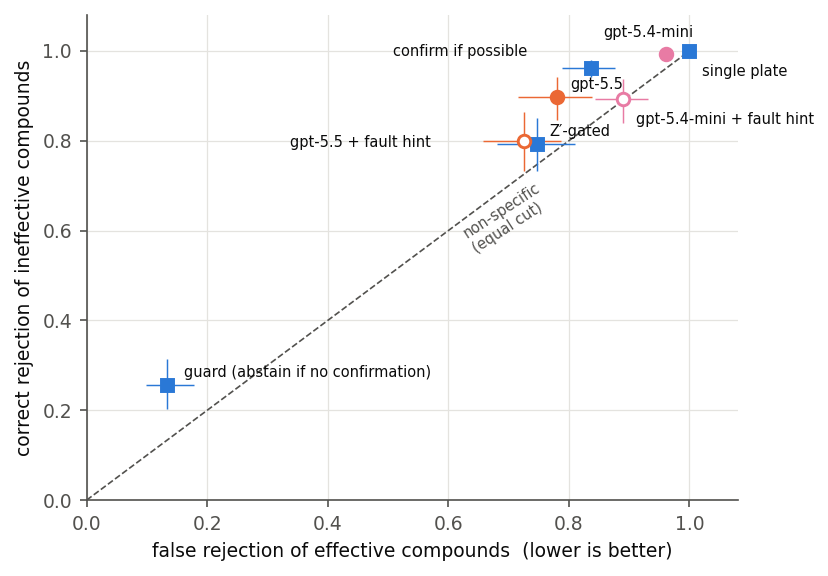 gpt-5.4-mini
confirm if possible
single plate
gpt-5.5
gpt-5.4-mini + fault hint
Z′-gated
gpt-5.5 + fault hint
non-specific
(equal cut)
guard (abstain if no confirmation)
correct rejection of ineffective compounds
1.0
0.8
0.6
0.4
0.2
0.0
0.0 0.2 0.4 0.6 0.8 1.0
false rejection of effective compounds (lower is better)